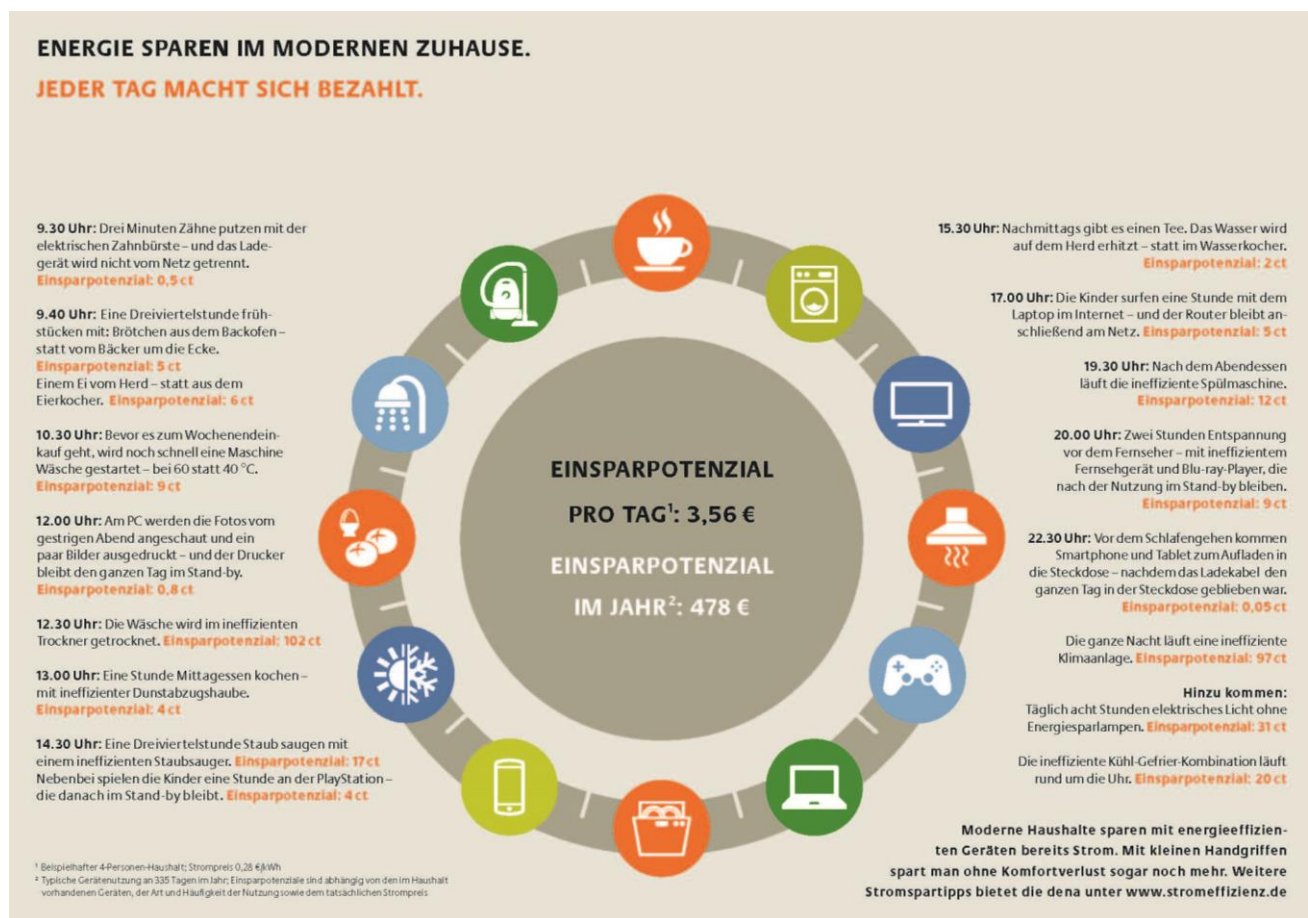 ENERGIE SPAREN IM MODERNEN ZUHAUSE.
JEDER TAG MACHT SICH BEZAHLT.
9.30 Uhr: Drei Minuten Zähne putzen mit der
elektrischen Zahnbürste – und das Lade-
gerät wird nicht vom Netz getrennt.
Einsparpotenzial: 0,5 ct
9.40 Uhr: Eine Dreiviertelstunde früh-
stücken mit: Brötchen aus dem Backofen –
statt vom Bäcker um die Ecke.
Einsparpotenzial: 5 ct
Einem Ei vom Herd – statt aus dem
Eierkocher. Einsparpotenzial: 6 ct
10.30 Uhr: Bevor es zum Wochenendein-
kauf geht, wird noch schnell eine Maschine
Wäsche gestartet – bei 60 statt 40 °C.
Einsparpotenzial: 9 ct
12.00 Uhr: Am PC werden die Fotos vom
gestrigen Abend angeschaut und ein
paar Bilder ausgedruckt – und der Drucker
bleibt den ganzen Tag im Stand-by.
Einsparpotenzial: 0,8 ct
12.30 Uhr: Die Wäsche wird im ineffizienten
Trockner getrocknet. Einsparpotenzial: 102 ct
13.00 Uhr: Eine Stunde Mittagessen kochen –
mit ineffizienter Dunstabzugshaube.
Einsparpotenzial: 4 ct
14.30 Uhr: Eine Dreiviertelstunde Staub saugen mit
einem ineffizienten Staubsauger. Einsparpotenzial: 17 ct
Nebenbei spielen die Kinder eine Stunde an der PlayStation –
die danach im Stand-by bleibt. Einsparpotenzial: 4 ct
EINSPARPOTENZIAL
PRO TAG¹: 3,56 €
EINSPARPOTENZIAL
IM JAHR²: 478 €
15.30 Uhr: Nachmittags gibt es einen Tee. Das Wasser wird
auf dem Herd erhitzt – statt im Wasserkocher.
Einsparpotenzial: 2 ct
17.00 Uhr: Die Kinder surfen eine Stunde mit dem
Laptop im Internet – und der Router bleibt an-
schließend am Netz. Einsparpotenzial: 5 ct
19.30 Uhr: Nach dem Abendessen
läuft die ineffiziente Spülmaschine.
Einsparpotenzial: 12 ct
20.00 Uhr: Zwei Stunden Entspannung
vor dem Fernseher – mit ineffizientem
Fernsehgerät und Blu-ray-Player, die
nach der Nutzung im Stand-by bleiben.
Einsparpotenzial: 9 ct
22.30 Uhr: Vor dem Schlafengehen kommen
Smartphone und Tablet zum Aufladen in
die Steckdose – nachdem das Ladekabel den
ganzen Tag in der Steckdose geblieben war.
Einsparpotenzial: 0,05 ct
Die ganze Nacht läuft eine ineffiziente
Klimaanlage. Einsparpotenzial: 97 ct
Hinzu kommen:
Täglich acht Stunden elektrisches Licht ohne
Energiesparlampen. Einsparpotenzial: 31 ct
Die ineffiziente Kühl-Gefrier-Kombination läuft
rund um die Uhr. Einsparpotenzial: 20 ct
Moderne Haushalte sparen mit energieeffizien-
ten Geräten bereits Strom. Mit kleinen Handgriffen
spart man ohne Komfortverlust sogar noch mehr. Weitere
Stromspartipps bietet die dena unter www.stromeffizienz.de
¹ Beispielhafter 4-Personen-Haushalt; Strompreis 0,28 €/kWh
² Typische Gerätenutzung an 335 Tagen im Jahr; Einsparpotenziale sind abhängig von den im Haushalt
vorhandenen Geräten, der Art und Häufigkeit der Nutzung sowie dem tatsächlichen Strompreis